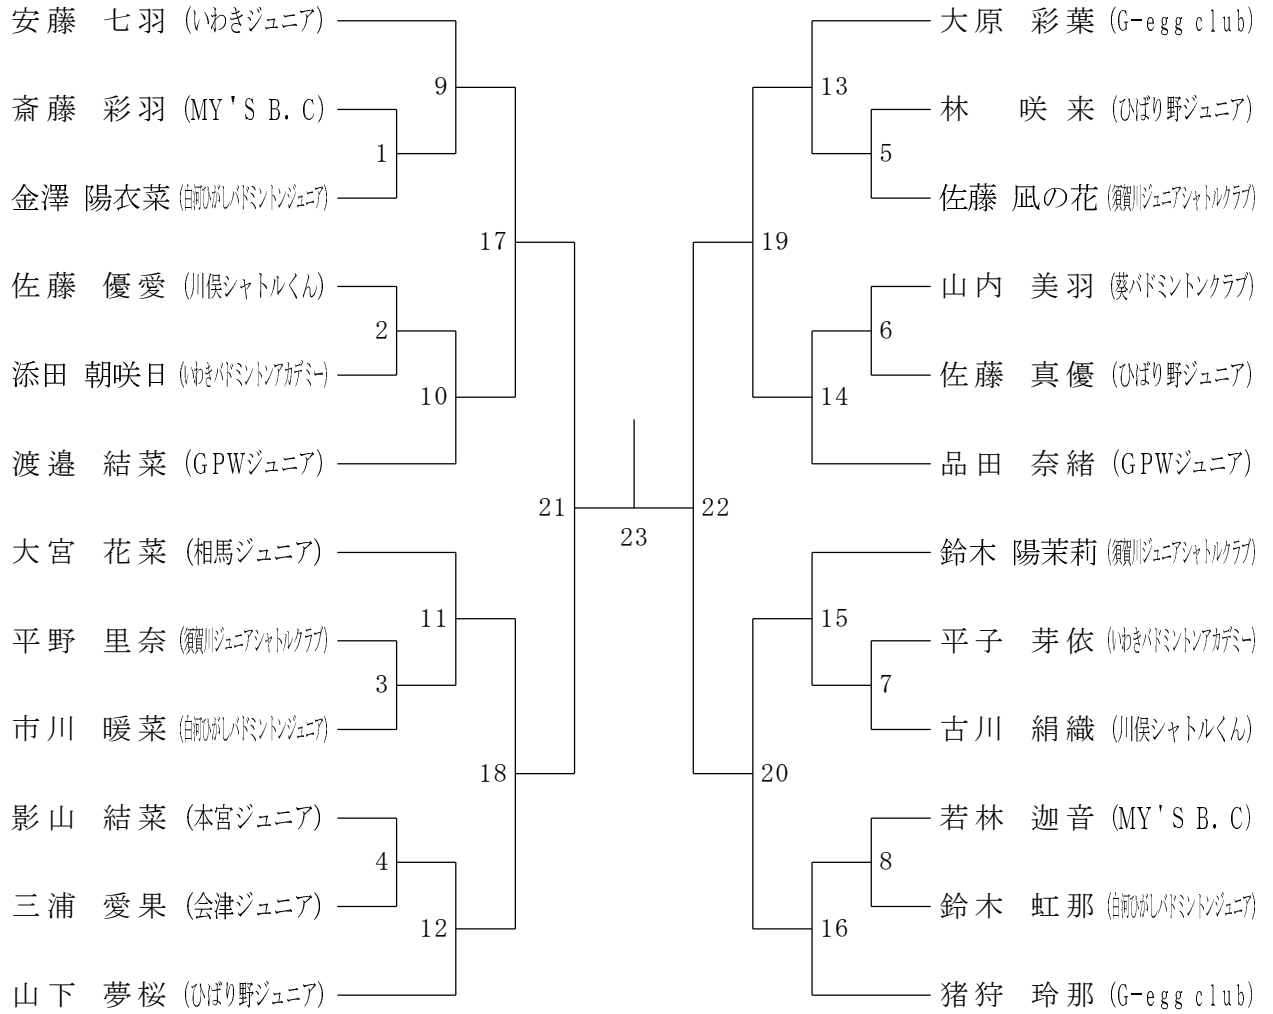 安藤 七羽 (いわきジュニア)
斎藤 彩羽 (MY'S B.C)
金澤 陽衣菜 (白河ひがしバドミントンジュニア)
佐藤 優愛 (川俣シャトルくん)
添田 朝咲日 (いわきバドミントンアカデミー)
渡邉 結菜 (GPWジュニア)
大宮 花菜 (相馬ジュニア)
平野 里奈 (須賀川ジュニアシャトルクラブ)
市川 暖菜 (白河ひがしバドミントンジュニア)
影山 結菜 (本宮ジュニア)
三浦 愛果 (会津ジュニア)
山下 夢桜 (ひばり野ジュニア)
1
2
3
4
9
10
11
12
17
18
21
23
22
19
20
13
14
15
16
5
6
7
8
大原 彩葉 (G-egg club)
林 咲来 (ひばり野ジュニア)
佐藤 凪の花 (須賀川ジュニアシャトルクラブ)
山内 美羽 (葵バドミントンクラブ)
佐藤 真優 (ひばり野ジュニア)
品田 奈緒 (GPWジュニア)
鈴木 陽茉莉 (須賀川ジュニアシャトルクラブ)
平子 芽依 (いわきバドミントンアカデミー)
古川 絹織 (川俣シャトルくん)
若林 迦音 (MY'S B.C)
鈴木 虹那 (白河ひがしバドミントンジュニア)
猪狩 玲那 (G-egg club)